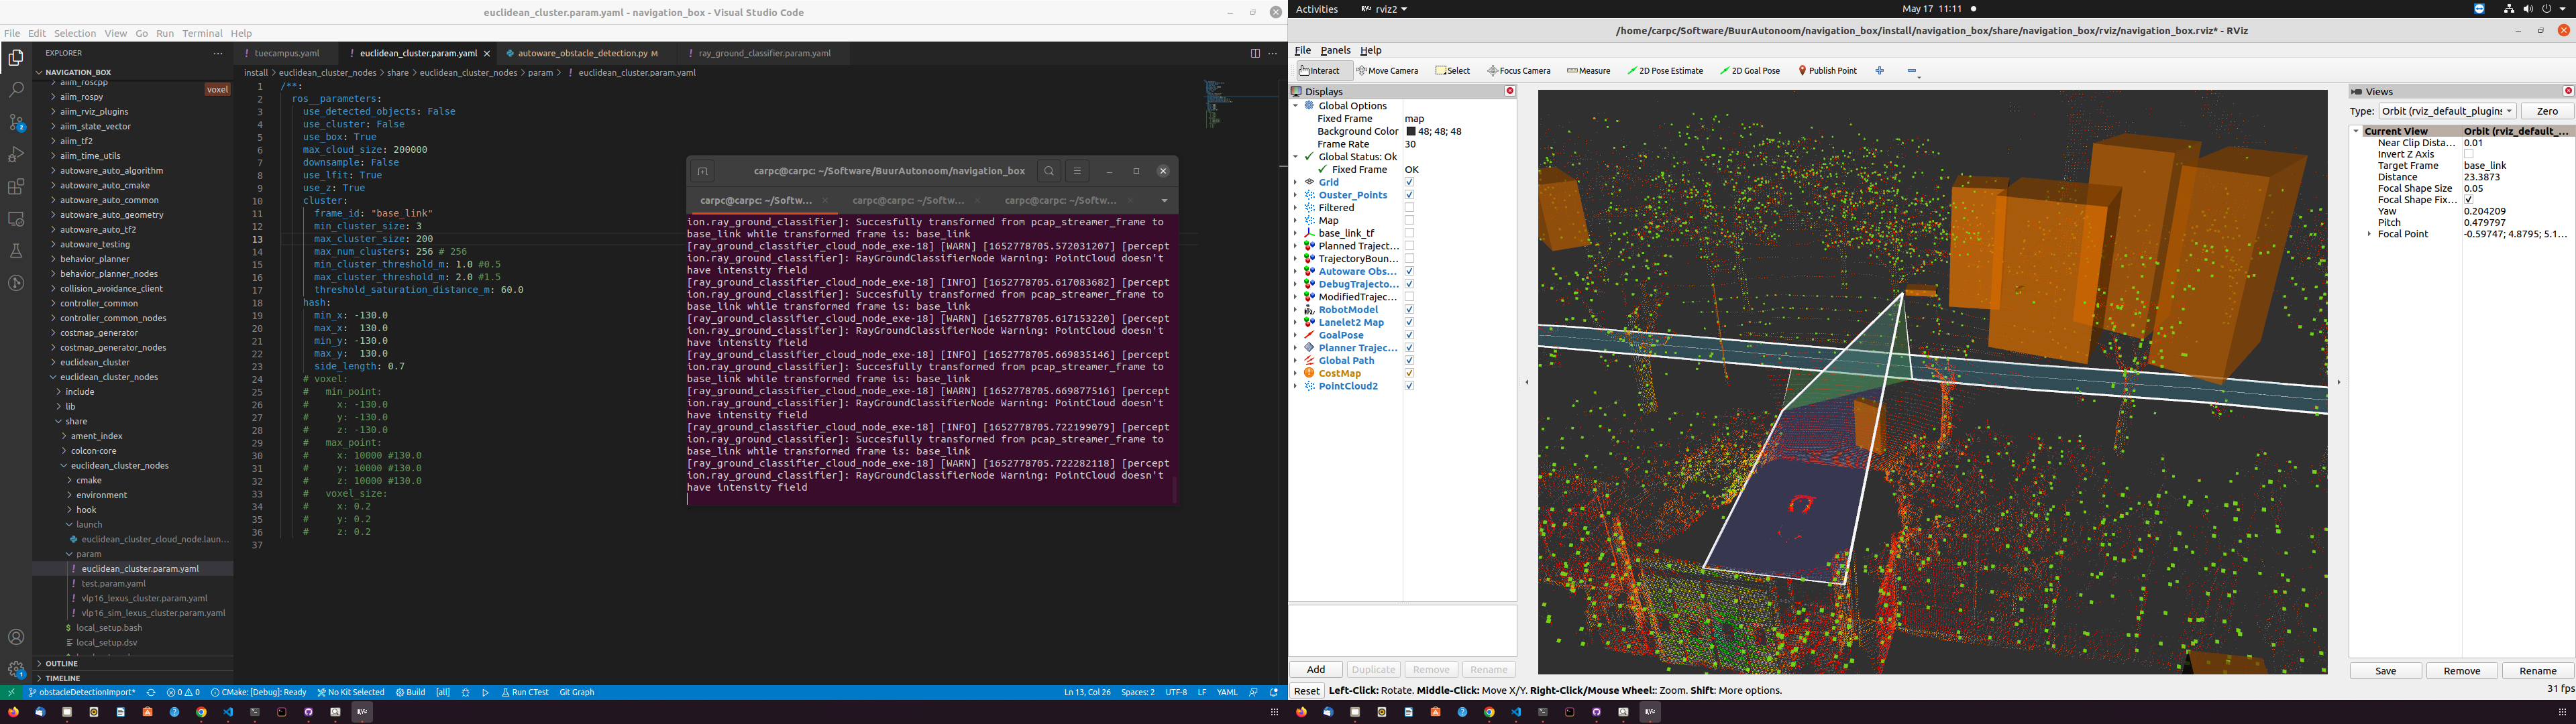 euclidean_cluster.param.yaml - navigation_box - Visual Studio Code
File Edit Selection View Go Run Terminal Help
EXPLORER
NAVIGATION_BOX
aiim_roscpp
voxel
aiim_rospy
aiim_rviz_plugins
aiim_state_vector
aiim_tf2
aiim_time_utils
autoware_auto_algorithm
autoware_auto_cmake
autoware_auto_common
autoware_auto_geometry
autoware_auto_tf2
autoware_testing
behavior_planner
behavior_planner_nodes
collision_avoidance_client
controller_common
controller_common_nodes
costmap_generator
costmap_generator_nodes
euclidean_cluster
euclidean_cluster_nodes
include
lib
share
ament_index
colcon-core
euclidean_cluster_nodes
cmake
environment
hook
launch
euclidean_cluster_cloud_node.laun...
param
euclidean_cluster.param.yaml
test.param.yaml
vlp16_lexus_cluster.param.yaml
vlp16_sim_lexus_cluster.param.yaml
local_setup.bash
local_setup.dsv
OUTLINE
TIMELINE
tuecampus.yaml
euclidean_cluster.param.yaml
autoware_obstacle_detection.py M
ray_ground_classifier.param.yaml
install > euclidean_cluster_nodes > share > euclidean_cluster_nodes > param > ! euclidean_cluster.param.yaml
1 /**:
2 ros__parameters:
3 use_detected_objects: False
4 use_cluster: False
5 use_box: True
6 max_cloud_size: 200000
7 downsample: False
8 use_lfit: True
9 use_z: True
10 cluster:
11 frame_id: "base_link"
12 min_cluster_size: 3
13 max_cluster_size: 200
14 max_num_clusters: 256 # 256
15 min_cluster_threshold_m: 1.0 #0.5
16 max_cluster_threshold_m: 2.0 #1.5
17 threshold_saturation_distance_m: 60.0
18 hash:
19 min_x: -130.0
20 max_x: 130.0
21 min_y: -130.0
22 max_y: 130.0
23 side_length: 0.7
24 # voxel:
25 # min_point:
26 # x: -130.0
27 # y: -130.0
28 # z: -130.0
29 # max_point:
30 # x: 10000 #130.0
31 # y: 10000 #130.0
32 # z: 10000 #130.0
33 # voxel_size:
34 # x: 0.2
35 # y: 0.2
36 # z: 0.2
37
carpc@carpc: ~/Software/BuurAutonoom/navigation_box
carpc@carpc: ~/Softw...
carpc@carpc: ~/Softw...
carpc@carpc: ~/Softw...
ion.ray_ground_classifier]: Succesfully transformed from pcap_streamer_frame to
base_link while transformed frame is: base_link
[ray_ground_classifier_cloud_node_exe-18] [WARN] [1652778705.572031207] [percept
ion.ray_ground_classifier]: RayGroundClassifierNode Warning: PointCloud doesn't
have intensity field
[ray_ground_classifier_cloud_node_exe-18] [INFO] [1652778705.617083682] [percept
ion.ray_ground_classifier]: Succesfully transformed from pcap_streamer_frame to
base_link while transformed frame is: base_link
[ray_ground_classifier_cloud_node_exe-18] [WARN] [1652778705.617153220] [percept
ion.ray_ground_classifier]: RayGroundClassifierNode Warning: PointCloud doesn't
have intensity field
[ray_ground_classifier_cloud_node_exe-18] [INFO] [1652778705.669835146] [percept
ion.ray_ground_classifier]: Succesfully transformed from pcap_streamer_frame to
base_link while transformed frame is: base_link
[ray_ground_classifier_cloud_node_exe-18] [WARN] [1652778705.669877516] [percept
ion.ray_ground_classifier]: RayGroundClassifierNode Warning: PointCloud doesn't
have intensity field
[ray_ground_classifier_cloud_node_exe-18] [INFO] [1652778705.722199079] [percept
ion.ray_ground_classifier]: Succesfully transformed from pcap_streamer_frame to
base_link while transformed frame is: base_link
[ray_ground_classifier_cloud_node_exe-18] [WARN] [1652778705.722282118] [percept
ion.ray_ground_classifier]: RayGroundClassifierNode Warning: PointCloud doesn't
have intensity field
obstacleDetectionImport* 0 0 CMake: [Debug]: Ready No Kit Selected Build [all] Run CTest Git Graph
Ln 13, Col 26 Spaces: 2 UTF-8 LF YAML
Activities rviz2 May 17 11:11
/home/carpc/Software/BuurAutonoom/navigation_box/install/navigation_box/share/navigation_box/rviz/navigation_box.rviz* - RViz
File Panels Help
Interact Move Camera Select Focus Camera Measure 2D Pose Estimate 2D Goal Pose Publish Point
Displays
Global Options
Fixed Frame map
Background Color 48; 48; 48
Frame Rate 30
Global Status: Ok
Fixed Frame OK
Grid
Ouster_Points
Filtered
Map
base_link_tf
Planned Traject...
TrajectoryBoun...
Autoware Obs...
DebugTrajecto...
ModifiedTrajec...
RobotModel
Lanelet2 Map
GoalPose
Planner Trajec...
Global Path
CostMap
PointCloud2
Add Duplicate Remove Rename
Reset Left-Click: Rotate. Middle-Click: Move X/Y. Right-Click/Mouse Wheel:: Zoom. Shift: More options.
Views
Type: Orbit (rviz_default_plugins Zero
Current View Orbit (rviz_default_...
Near Clip Dista... 0.01
Invert Z Axis
Target Frame base_link
Distance 23.3873
Focal Shape Size 0.05
Focal Shape Fix...
Yaw 0.204209
Pitch 0.479797
Focal Point -0.59747; 4.8795; 5.1...
Save Remove Rename
31 fps